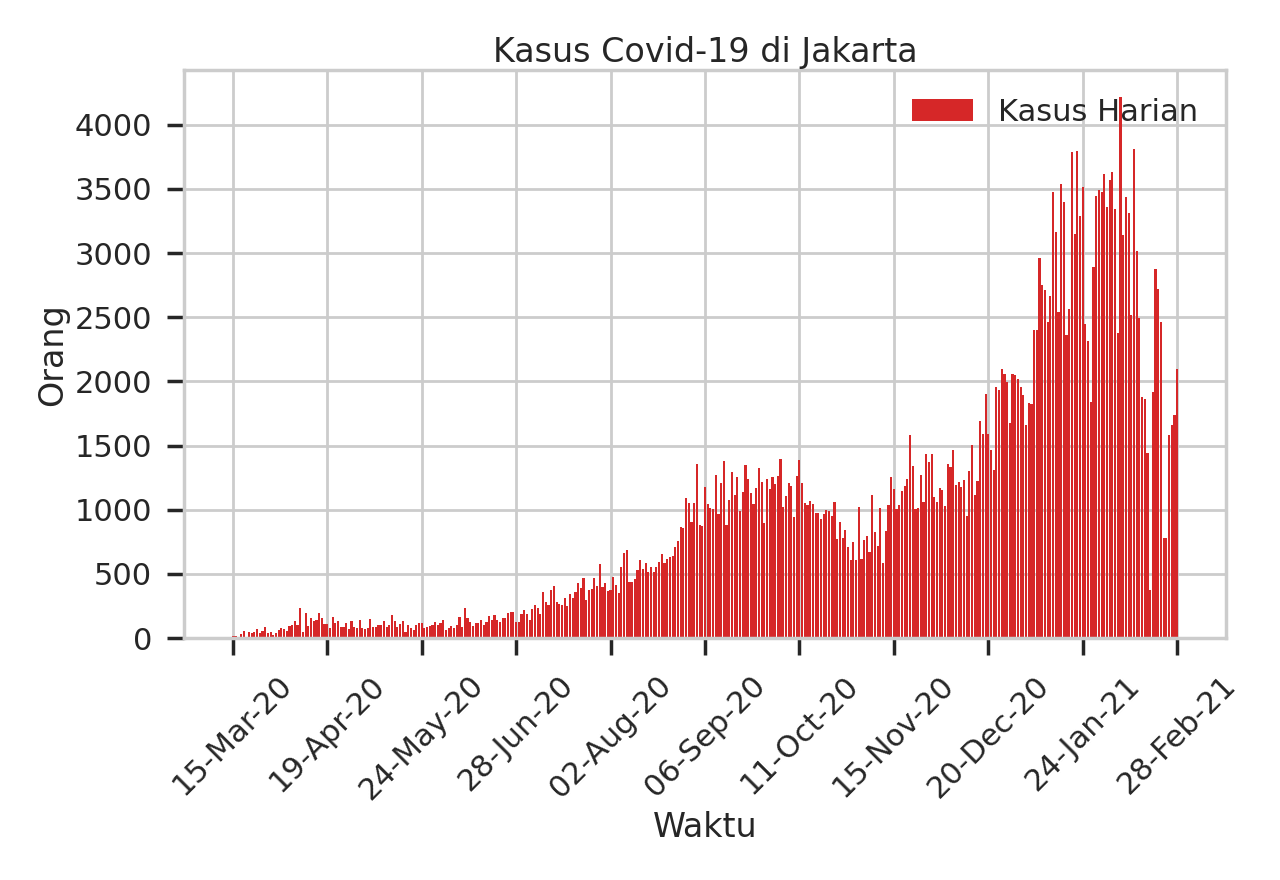 Kasus Covid-19 di Jakarta
Kasus Harian
Orang
4000
3500
3000
2500
2000
1500
1000
500
0
15-Mar-20
19-Apr-20
24-May-20
28-Jun-20
02-Aug-20
06-Sep-20
11-Oct-20
15-Nov-20
20-Dec-20
24-Jan-21
28-Feb-21
Waktu